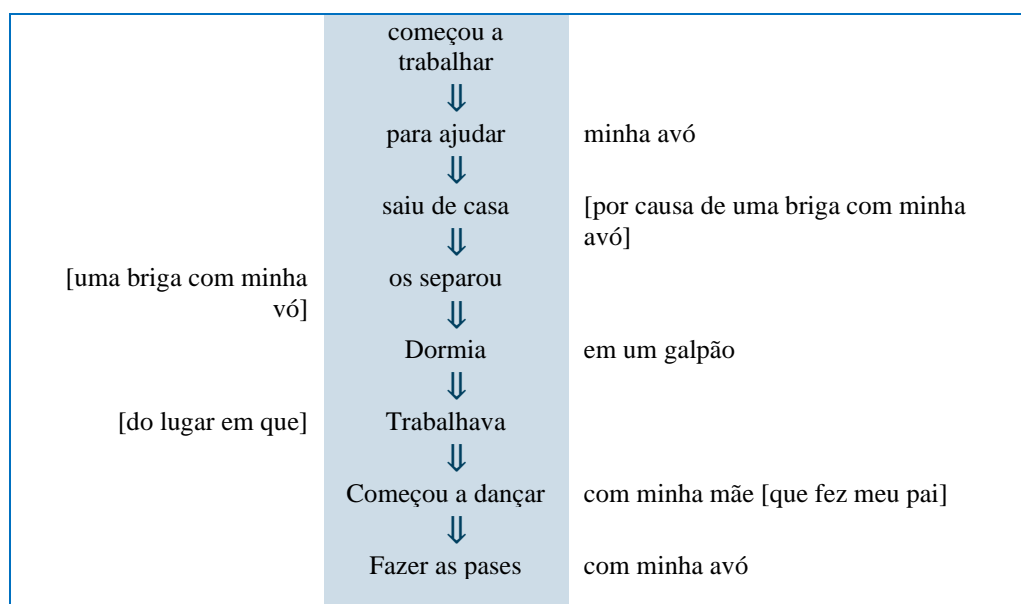 começou a
trabalhar
⇓
para ajudar minha avó
⇓
saiu de casa [por causa de uma briga com minha
avó]
⇓
[uma briga com minha os separou
vó]
⇓
Dormia em um galpão
⇓
[do lugar em que] Trabalhava
⇓
Começou a dançar com minha mãe [que fez meu pai]
⇓
Fazer as pases com minha avó